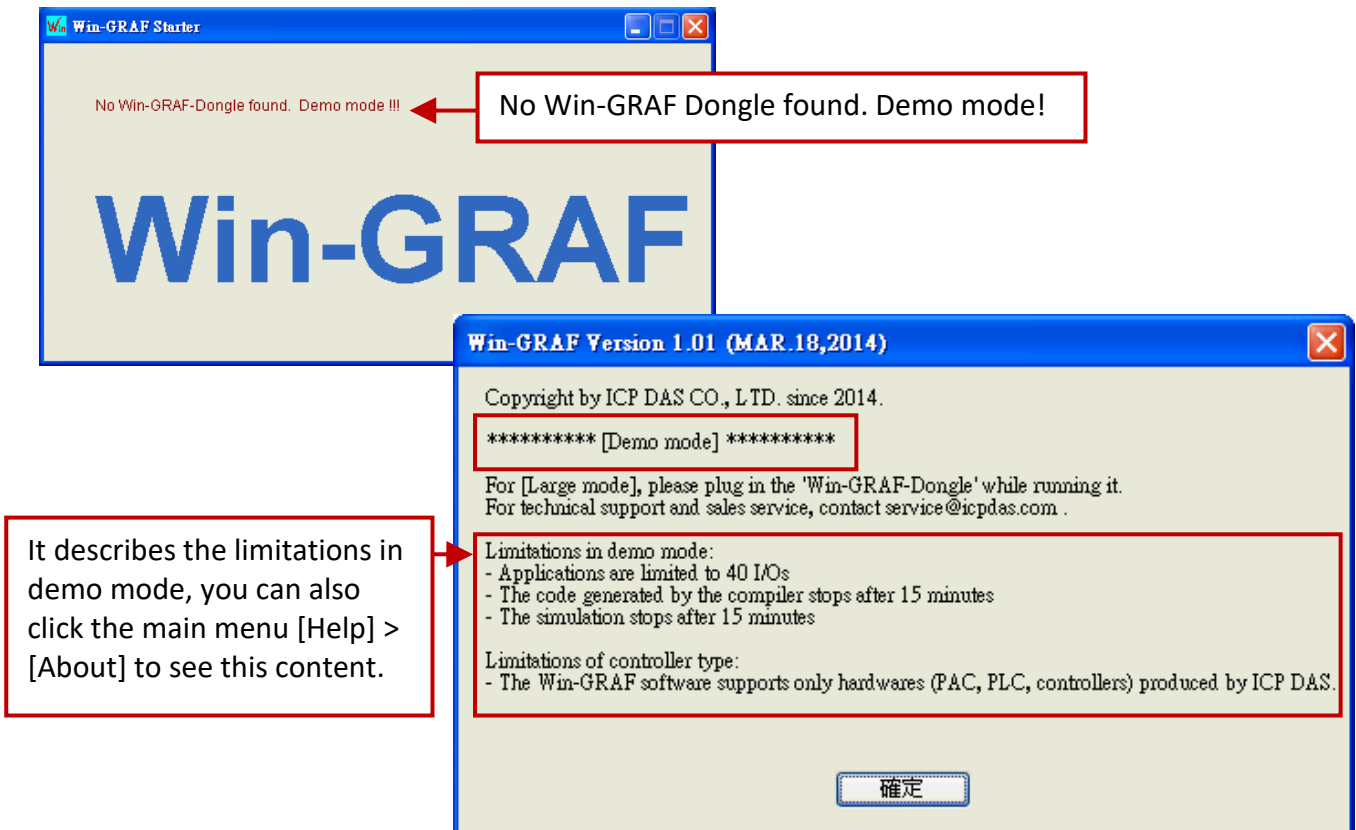 Win-GRAF Starter
No Win-GRAF-Dongle found. Demo mode !!!
No Win-GRAF Dongle found. Demo mode!
Win-GRAF
Win-GRAF Version 1.01 (MAR.18,2014)
Copyright by ICP DAS CO., LTD. since 2014.
********** [Demo mode] **********
For [Large mode], please plug in the 'Win-GRAF-Dongle' while running it.
For technical support and sales service, contact service@icpdas.com .
It describes the limitations in
demo mode, you can also
click the main menu [Help] >
[About] to see this content.
Limitations in demo mode:
- Applications are limited to 40 I/Os
- The code generated by the compiler stops after 15 minutes
- The simulation stops after 15 minutes
Limitations of controller type:
- The Win-GRAF software supports only hardwares (PAC, PLC, controllers) produced by ICP DAS.
確定